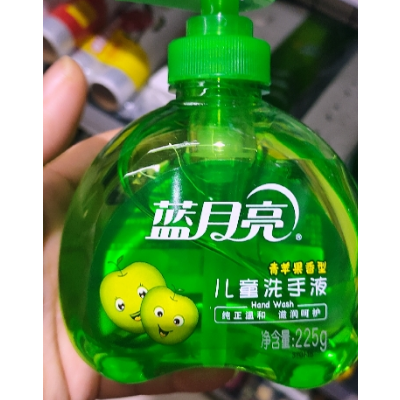 蓝月亮®
青苹果香型
儿童洗手液
Hand Wash
纯正温和 滋润呵护
净含量:225g